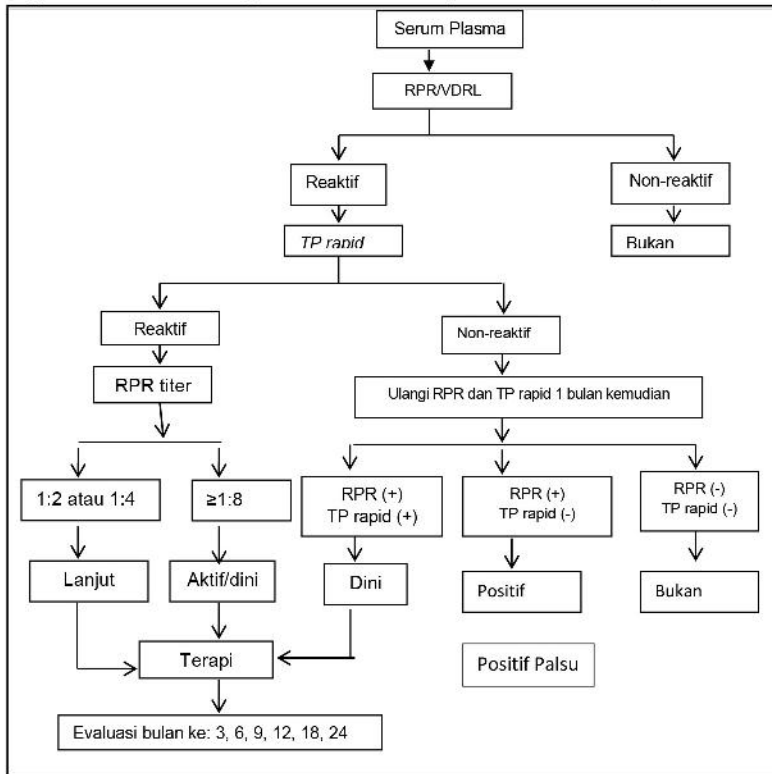 Serum Plasma
RPR/VDRL
Reaktif
Non-reaktif
TP rapid
Bukan
Reaktif
Non-reaktif
RPR titer
Ulangi RPR dan TP rapid 1 bulan kemudian
1:2 atau 1:4
≥1:8
RPR (+)
TP rapid (+)
RPR (+)
TP rapid (-)
RPR (-)
TP rapid (-)
Lanjut
Aktif/dini
Dini
Positif
Bukan
Terapi
Positif Palsu
Evaluasi bulan ke: 3, 6, 9, 12, 18, 24